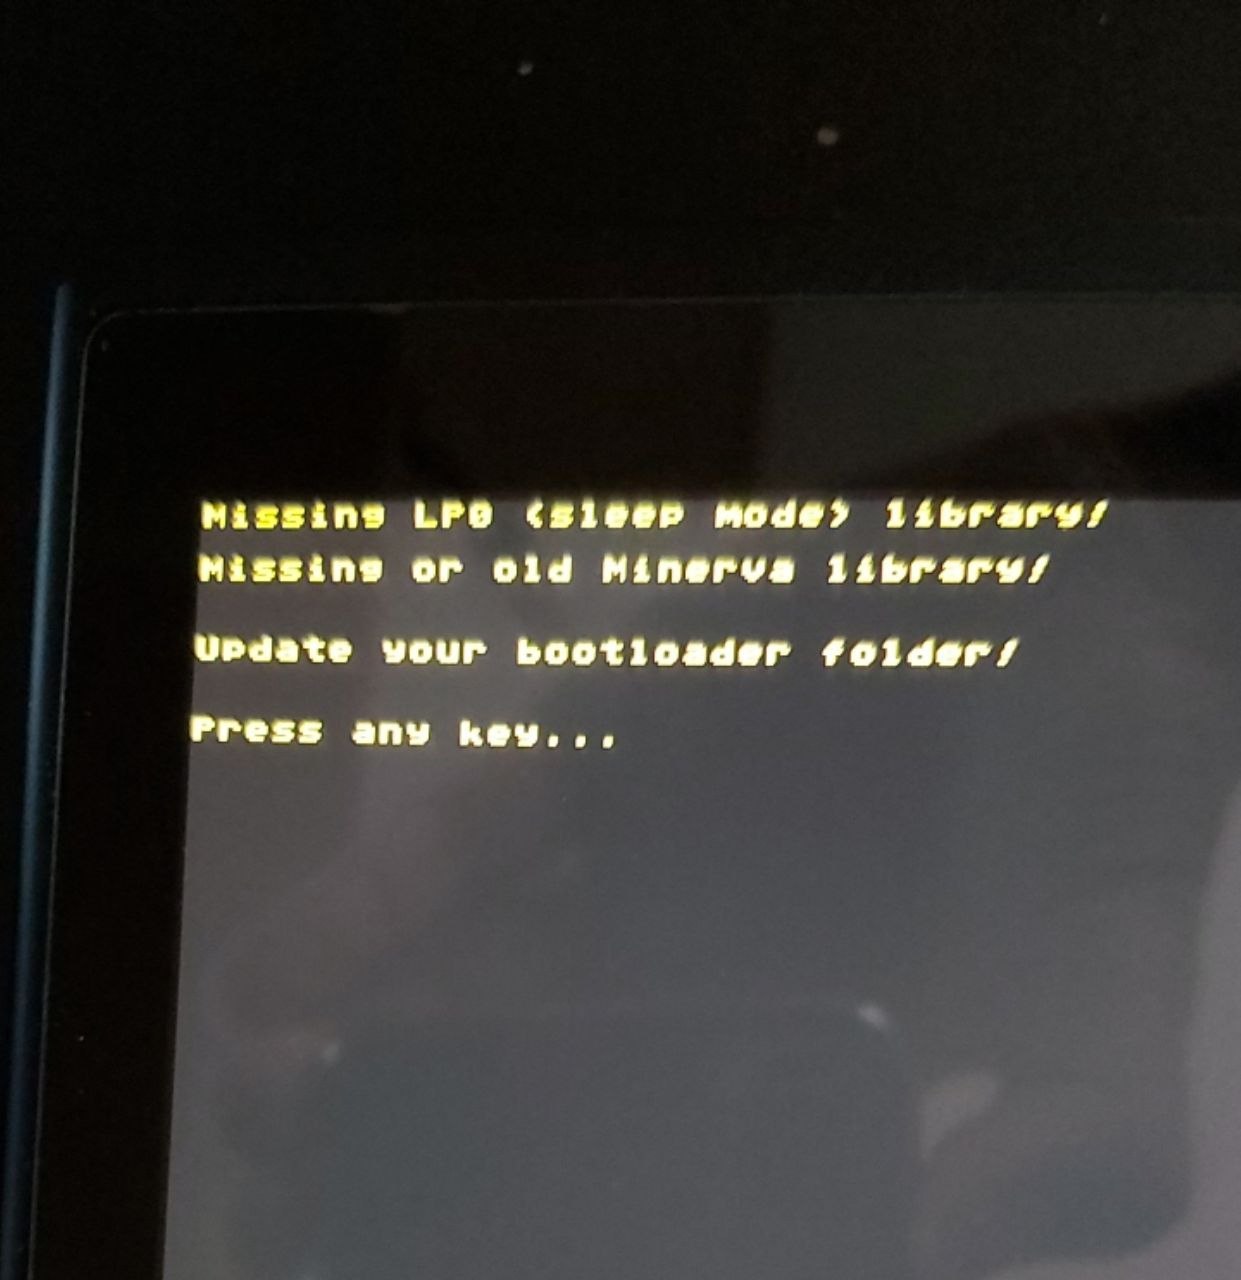 Missing LP0 (sleep mode) library!
Missing or old Minerva library!
Update your bootloader folder!
Press any key...